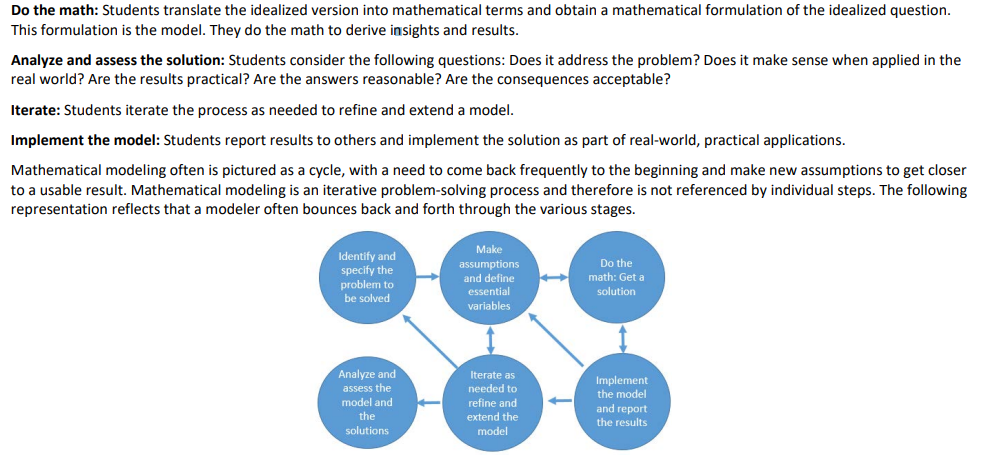 Do the math: Students translate the idealized version into mathematical terms and obtain a mathematical formulation of the idealized question.
This formulation is the model. They do the math to derive insights and results.
Analyze and assess the solution: Students consider the following questions: Does it address the problem? Does it make sense when applied in the
real world? Are the results practical? Are the answers reasonable? Are the consequences acceptable?
Iterate: Students iterate the process as needed to refine and extend a model.
Implement the model: Students report results to others and implement the solution as part of real-world, practical applications.
Mathematical modeling often is pictured as a cycle, with a need to come back frequently to the beginning and make new assumptions to get closer
to a usable result. Mathematical modeling is an iterative problem-solving process and therefore is not referenced by individual steps. The following
representation reflects that a modeler often bounces back and forth through the various stages.
Identify and
specify the
problem to
be solved
Make
assumptions
and define
essential
variables
Do the
math: Get a
solution
Analyze and
assess the
model and
the
solutions
Iterate as
needed to
refine and
extend the
model
Implement
the model
and report
the results